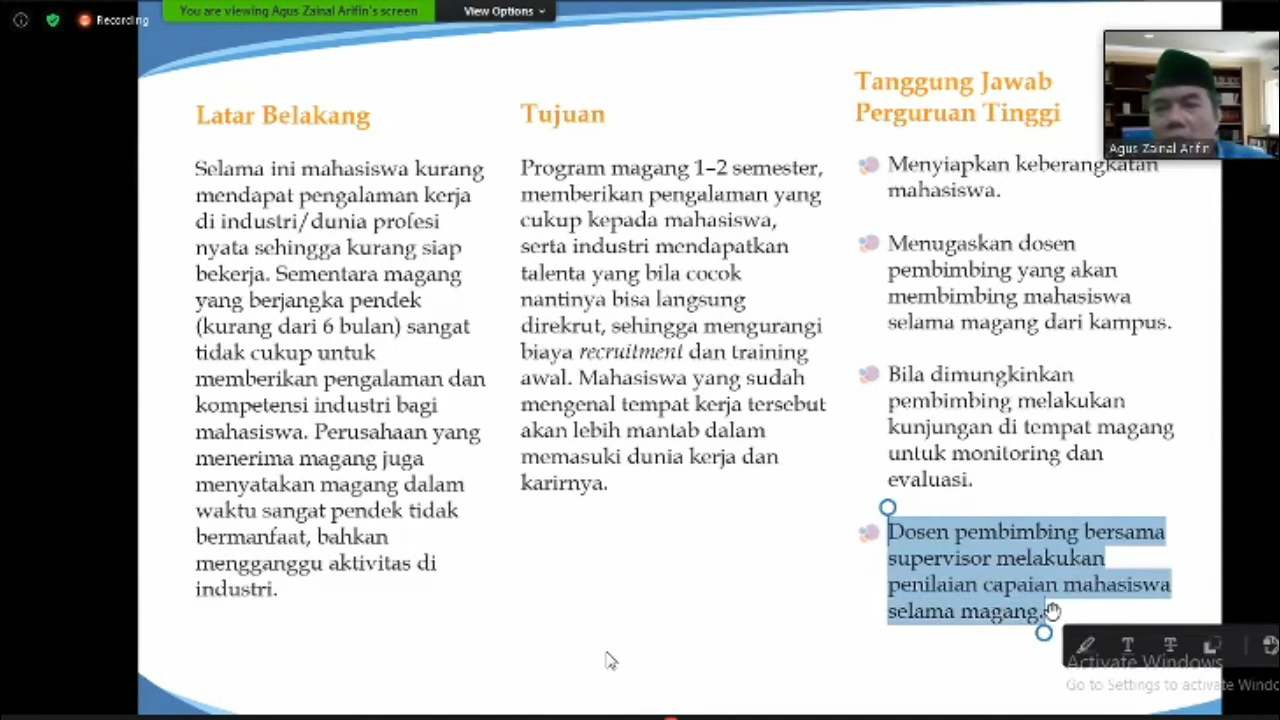 Recording
You are viewing Agus Zainal Arifin's screen
View Options
Latar Belakang
Selama ini mahasiswa kurang
mendapat pengalaman kerja
di industri/dunia profesi
nyata sehingga kurang siap
bekerja. Sementara magang
yang berjangka pendek
(kurang dari 6 bulan) sangat
tidak cukup untuk
memberikan pengalaman dan
kompetensi industri bagi
mahasiswa. Perusahaan yang
menerima magang juga
menyatakan magang dalam
waktu sangat pendek tidak
bermanfaat, bahkan
mengganggu aktivitas di
industri.
Tujuan
Program magang 1–2 semester,
memberikan pengalaman yang
cukup kepada mahasiswa,
serta industri mendapatkan
talenta yang bila cocok
nantinya bisa langsung
direkrut, sehingga mengurangi
biaya recruitment dan training
awal. Mahasiswa yang sudah
mengenal tempat kerja tersebut
akan lebih mantab dalam
memasuki dunia kerja dan
karirnya.
Tanggung Jawab
Perguruan Tinggi
Menyiapkan keberangkatan
mahasiswa.
Menugaskan dosen
pembimbing yang akan
membimbing mahasiswa
selama magang dari kampus.
Bila dimungkinkan
pembimbing melakukan
kunjungan di tempat magang
untuk monitoring dan
evaluasi.
Dosen pembimbing bersama
supervisor melakukan
penilaian capaian mahasiswa
selama magang.
Agus Zainal Arifin
Activate Windows
Go to Settings to activate Windo